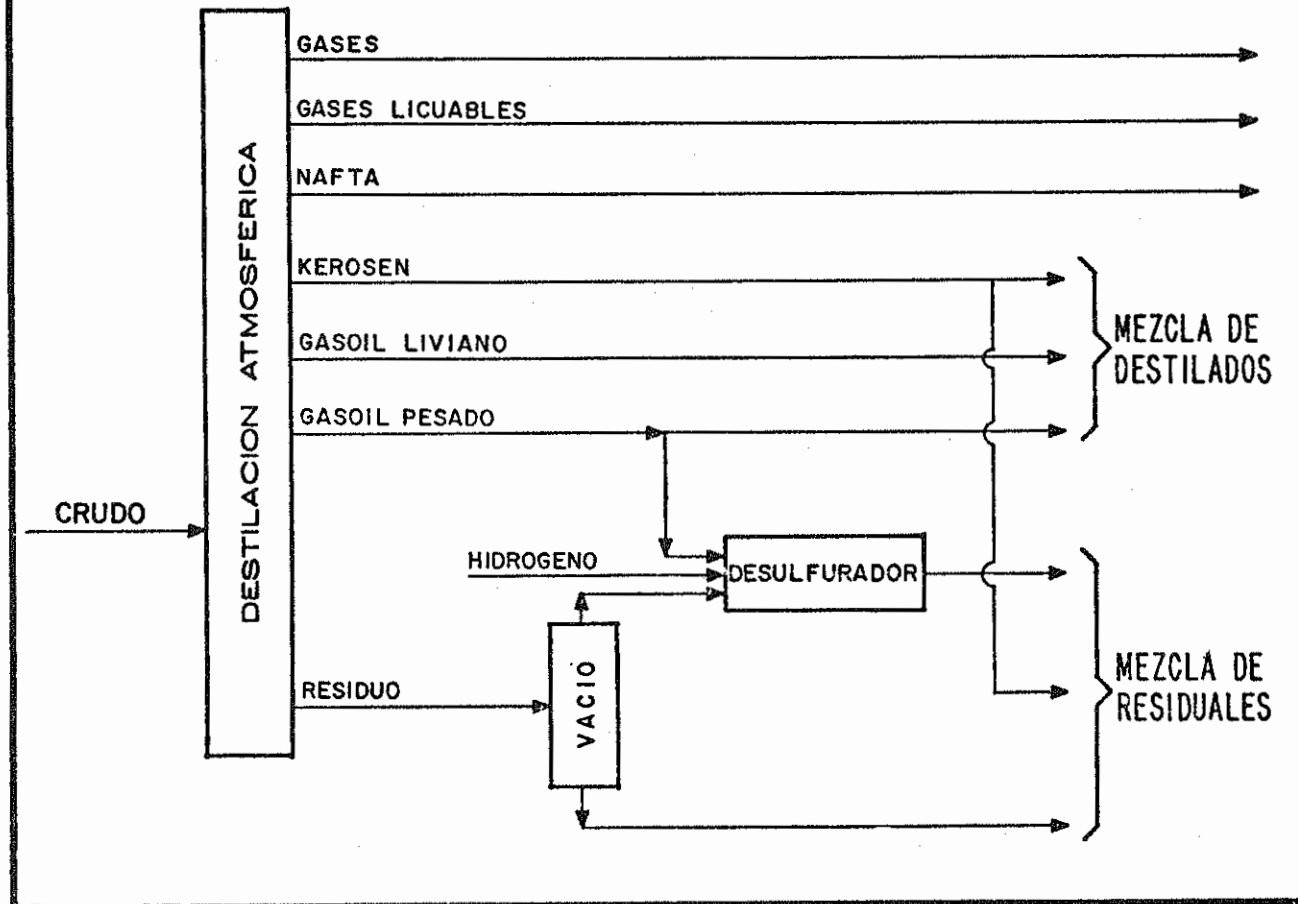 GASES
GASES LICUABLES
NAFTA
KEROSEN
GASOIL LIVIANO
GASOIL PESADO
MEZCLA DE
DESTILADOS
DESTILACION ATMOSFERICA
CRUDO
HIDROGENO
DESULFURADOR
RESIDUO
VACIO
MEZCLA DE
RESIDUALES